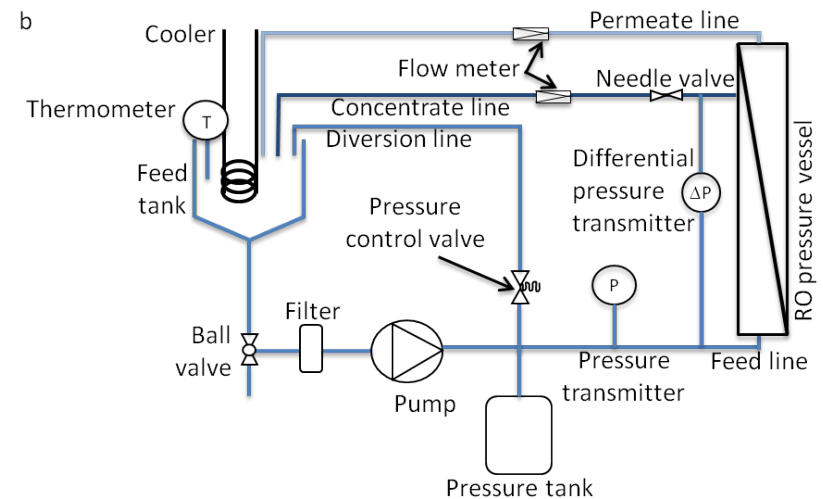 b
Permeate line
Cooler
Flow meter
Needle valve
Thermometer
Concentrate line
T
Diversion line
Feed
tank
Differential
pressure
transmitter
ΔP
RO pressure vessel
Pressure
control valve
P
Filter
Ball
valve
Pressure
transmitter
Feed line
Pump
Pressure tank